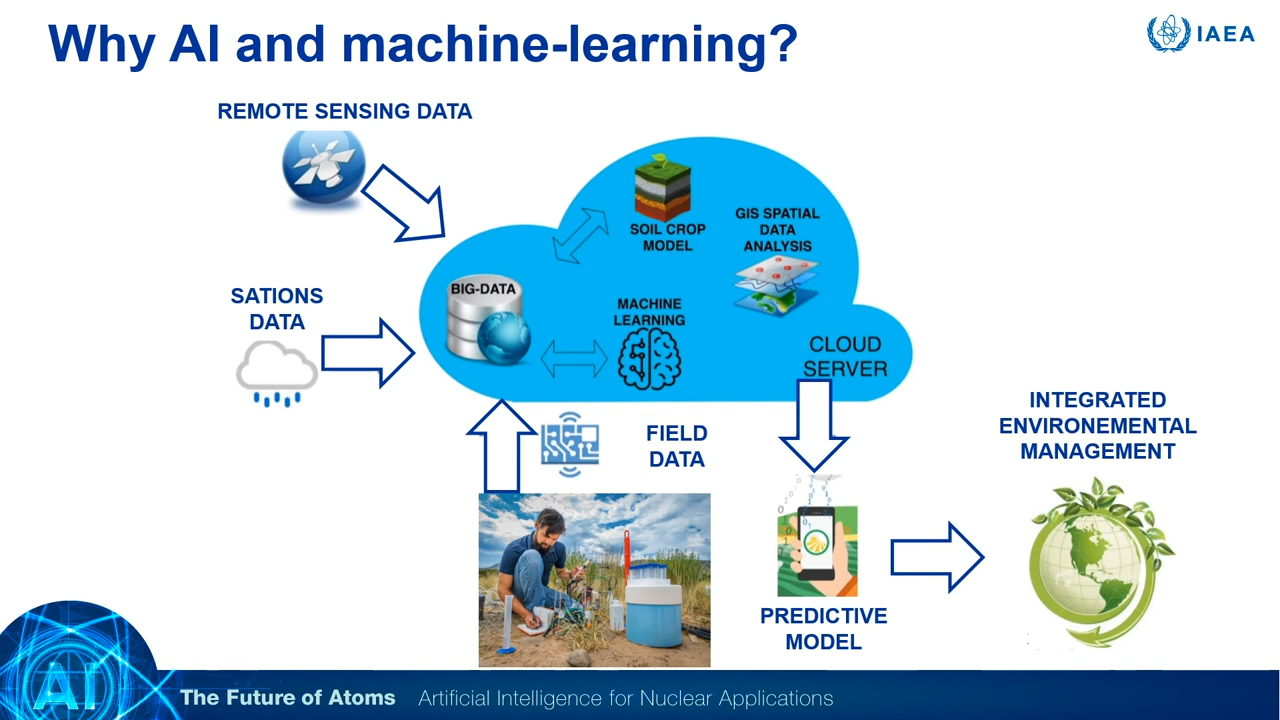 Why AI and machine-learning?
IAEA
REMOTE SENSING DATA
SATIONS
DATA
BIG-DATA
SOIL CROP
MODEL
GIS SPATIAL
DATA
ANALYSIS
MACHINE
LEARNING
CLOUD
SERVER
FIELD
DATA
PREDICTIVE
MODEL
INTEGRATED
ENVIRONEMENTAL
MANAGEMENT
AI
The Future of Atoms Artificial Intelligence for Nuclear Applications